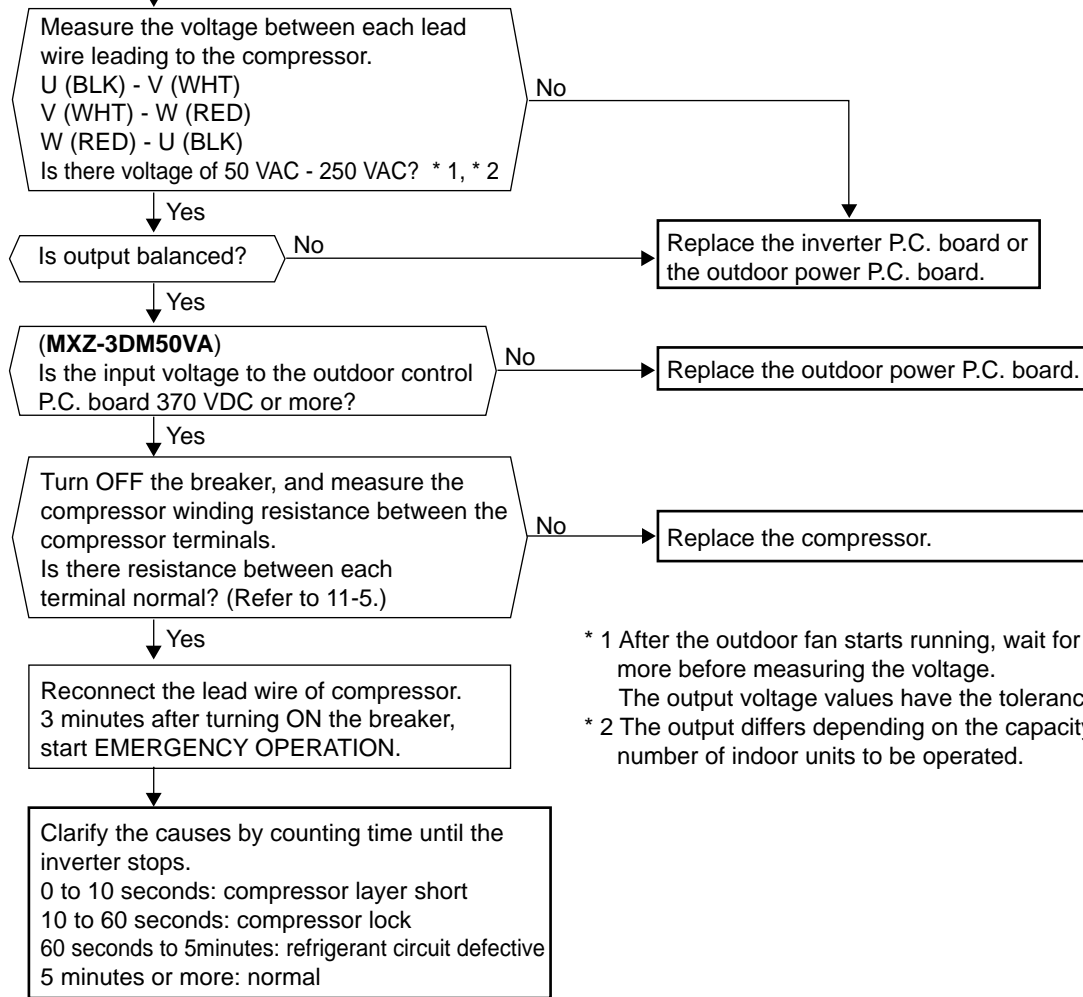 Measure the voltage between each lead
wire leading to the compressor.
U (BLK) - V (WHT)
V (WHT) - W (RED)
W (RED) - U (BLK)
Is there voltage of 50 VAC - 250 VAC? * 1, * 2
No
Yes
Is output balanced?
No
Replace the inverter P.C. board or
the outdoor power P.C. board.
Yes
(MXZ-3DM50VA)
Is the input voltage to the outdoor control
P.C. board 370 VDC or more?
No
Replace the outdoor power P.C. board.
Yes
Turn OFF the breaker, and measure the
compressor winding resistance between the
compressor terminals.
Is there resistance between each
terminal normal? (Refer to 11-5.)
No
Replace the compressor.
Yes
Reconnect the lead wire of compressor.
3 minutes after turning ON the breaker,
start EMERGENCY OPERATION.
* 1 After the outdoor fan starts running, wait for
more before measuring the voltage.
The output voltage values have the
* 2 The output differs depending on the capacity
number of indoor units to be operated.
Clarify the causes by counting time until the
inverter stops.
0 to 10 seconds: compressor layer short
10 to 60 seconds: compressor lock
60 seconds to 5minutes: refrigerant circuit defective
5 minutes or more: normal